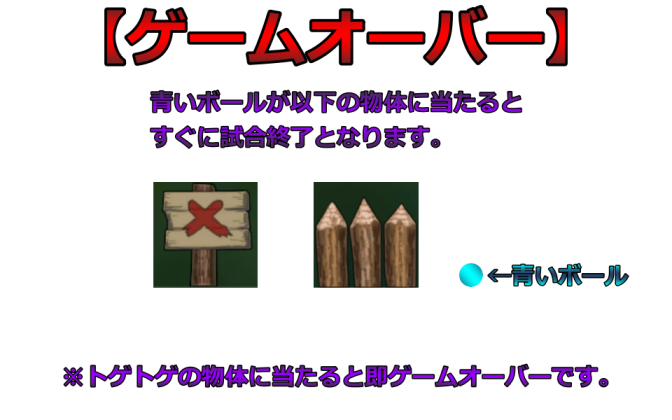 【ゲームオーバー】
青いボールが以下の物体に当たると
すぐに試合終了となります。
←青いボール
※トゲトゲの物体に当たると即ゲームオーバーです。